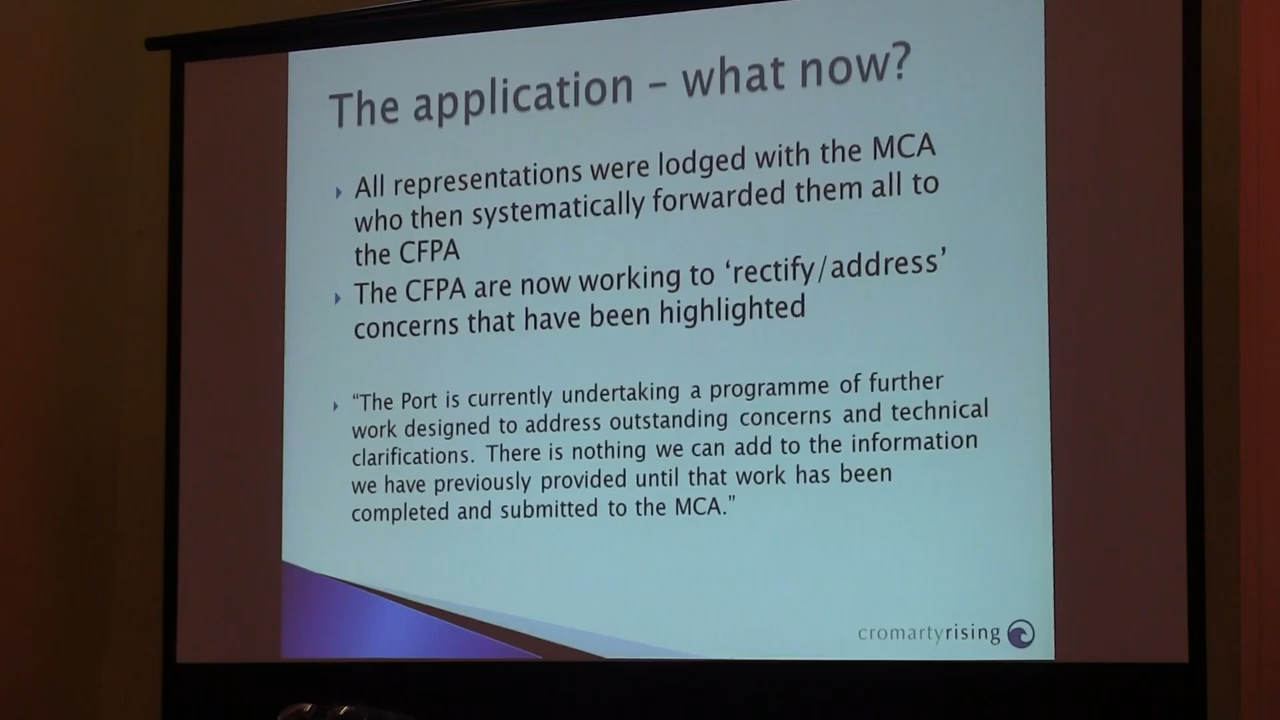 The application – what now?
All representations were lodged with the MCA
who then systematically forwarded them all to
the CFPA
The CFPA are now working to ‘rectify/address’
concerns that have been highlighted
“The Port is currently undertaking a programme of further
work designed to address outstanding concerns and technical
clarifications. There is nothing we can add to the information
we have previously provided until that work has been
completed and submitted to the MCA."
cromartyrising